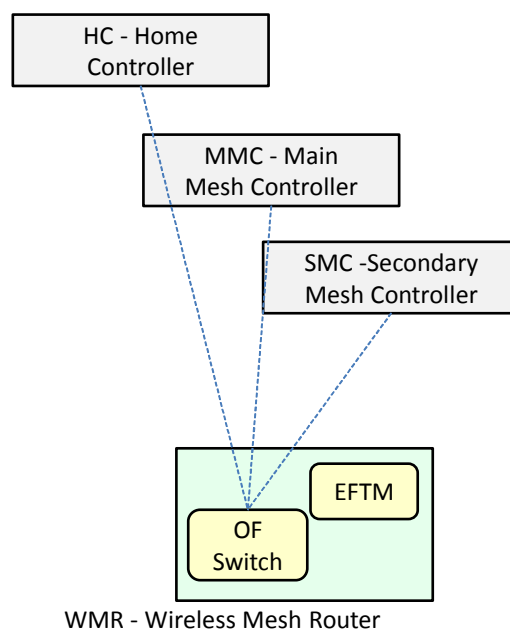 HC - Home
Controller
MMC - Main
Mesh Controller
SMC -Secondary
Mesh Controller
EFTM
OF
Switch
WMR - Wireless Mesh Router